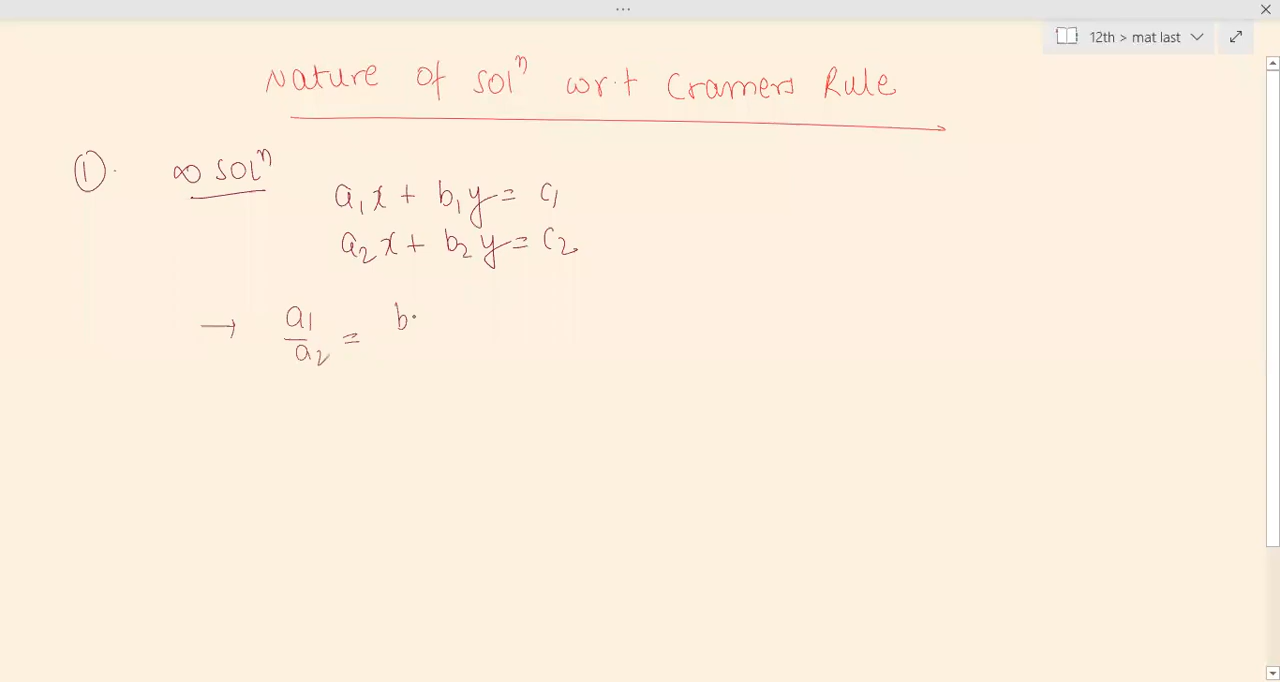 ...
12th > mat last
Nature of solⁿ w.r.t Cramers Rule
①. ∞ solⁿ
a₁x + b₁y = c₁
a₂x + b₂y = c₂
→ a₁/a₂ = b